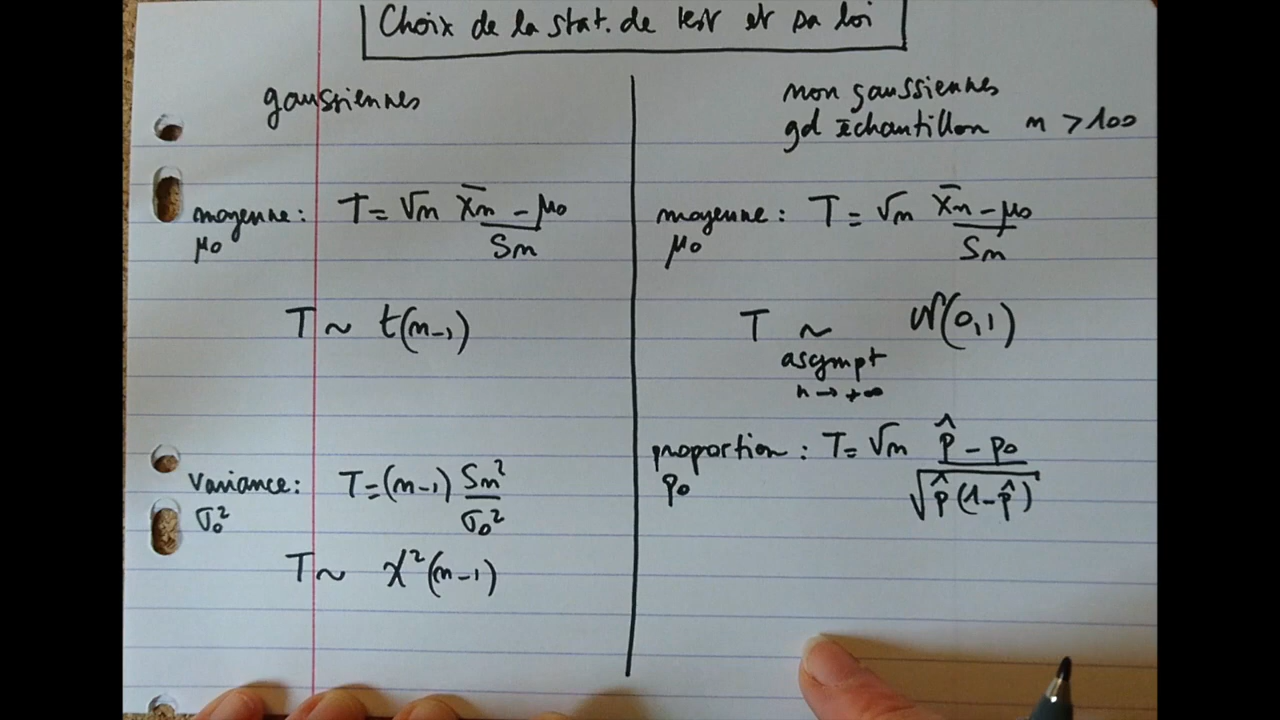 Choix de la stat. de test et sa loi
gaussiennes
moyenne : T = √n X̄n - μ0 / Sn
μ0
T ~ t(n-1)
variance : T = (n-1) Sn² / σ0²
σ0²
T ~ χ²(n-1)
non gaussiennes
gd échantillon n > 100
moyenne : T = √n X̄n - μ0 / Sn
μ0
T ~ N(0,1)
asympt
n → +∞
proportion : T = √n p̂ - p0 / √p̂(1-p̂)
p0